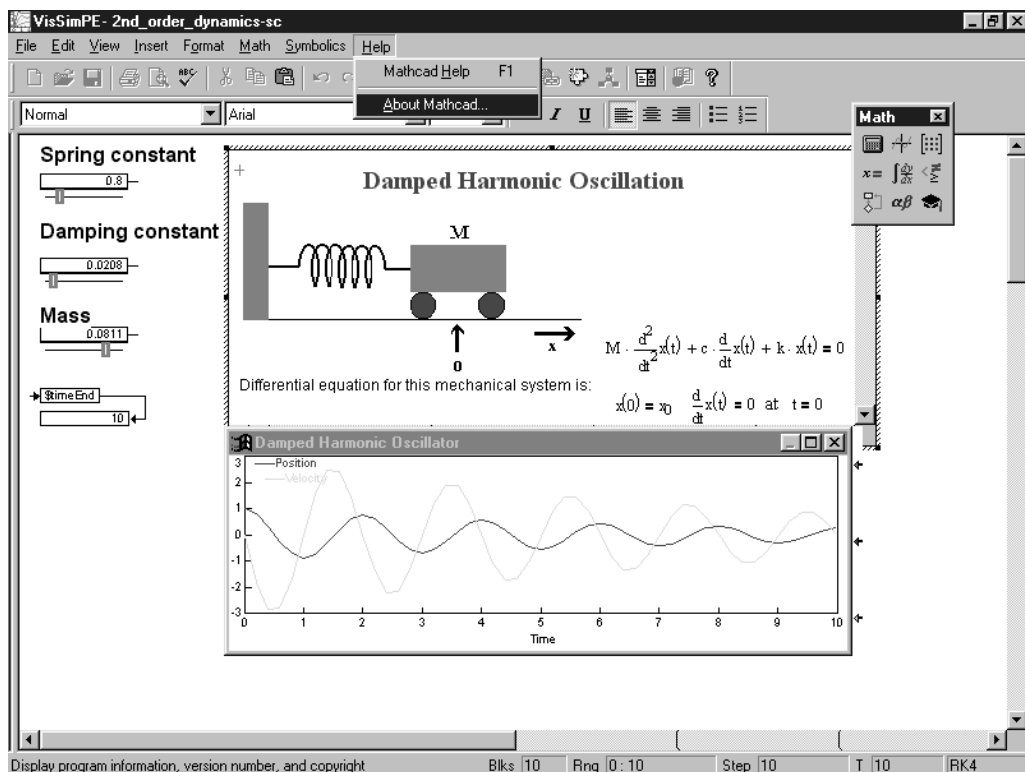 VisSimPE- 2nd_order_dynamics-sc
File Edit View Insert Format Math Symbolics Help
Mathcad Help F1
About Mathcad...
Normal
Arial
I U
Math
x=
αβ
Spring constant
0.8
Damping constant
0.0208
Mass
0.0811
$timeEnd
10
Damped Harmonic Oscillation
M
x
0
M · d²/dt² x(t) + c · d/dt x(t) + k · x(t) = 0
Differential equation for this mechanical system is:
x(0) = x₀ d/dt x(t) = 0 at t = 0
Damped Harmonic Oscillator
Position
Velocity
3
2
1
0
-1
-2
-3
0 1 2 3 4 5 6 7 8 9 10
Time
Display program information, version number, and copyright Blks 10 Rng 0 : 10 Step 10 T 10 RK4